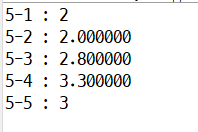 5-1 : 2
5-2 : 2.000000
5-3 : 2.800000
5-4 : 3.300000
5-5 : 3